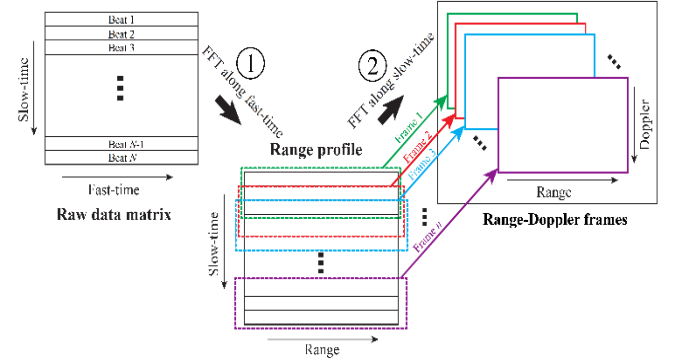 Beat 1
Beat 2
Beat 3
Beat N-1
Beat N
Slow-time
Fast-time
Raw data matrix
1
FFT along fast-time
2
FFT along slow-time
Range profile
Slow-time
Range
Frame 1
Frame 2
Frame 3
Frame n
Doppler
Range
Range-Doppler frames